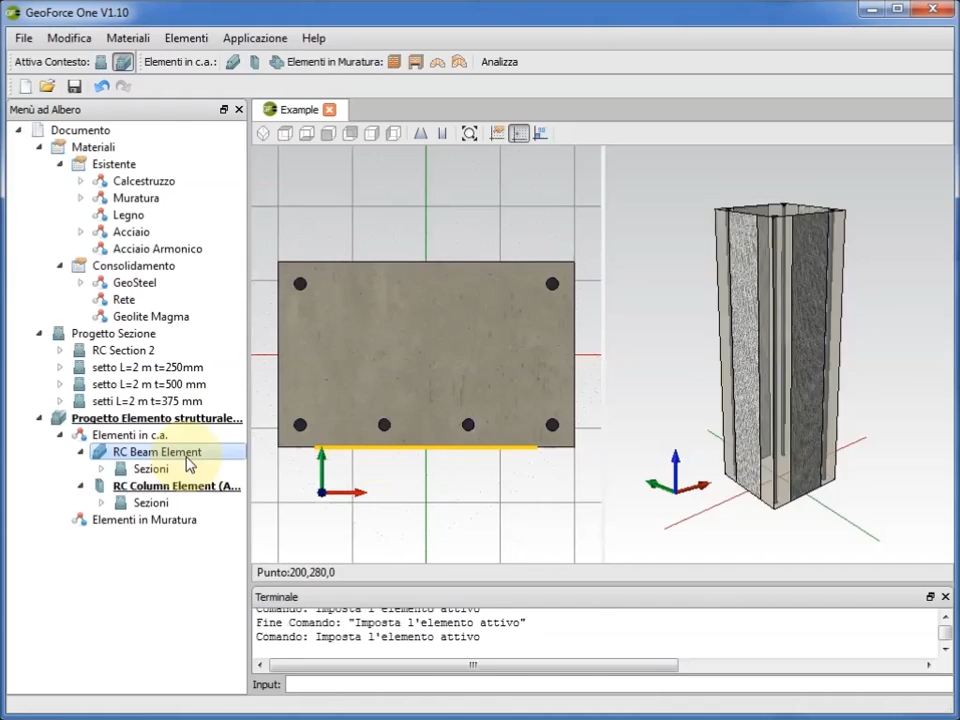 GeoForce One V1.10
File Modifica Materiali Elementi Applicazione Help
Attiva Contesto: Elementi in c.a.: Elementi in Muratura: Analizza
Menù ad Albero
Example
Documento
Materiali
Esistente
Calcestruzzo
Muratura
Legno
Acciaio
Acciaio Armonico
Consolidamento
GeoSteel
Rete
Geolite Magma
Progetto Sezione
RC Section 2
setto L=2 m t=250mm
setto L=2 m t=500 mm
setti L=2 m t=375 mm
Progetto Elemento strutturale...
Elementi in c.a.
RC Beam Element
Sezioni
RC Column Element (A...
Sezioni
Elementi in Muratura
Punto:200,280,0
Terminale
Comando: Imposta l'elemento attivo
Fine Comando: "Imposta l'elemento attivo"
Comando: Imposta l'elemento attivo
Input: